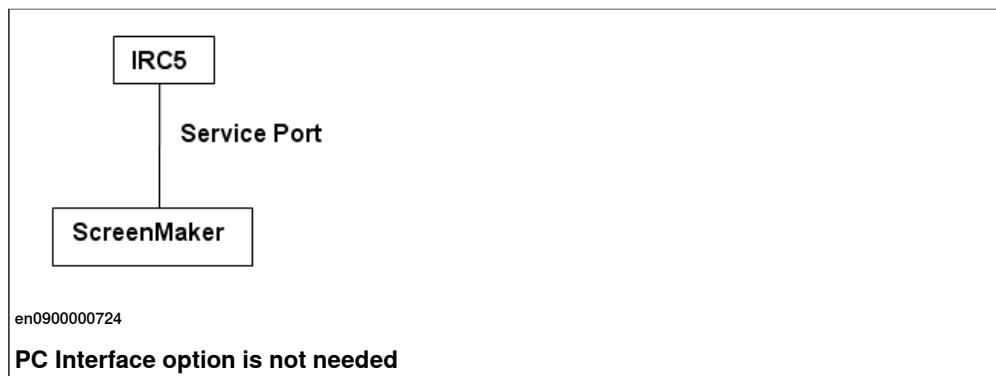 IRC5
Service Port
ScreenMaker
en0900000724
PC Interface option is not needed